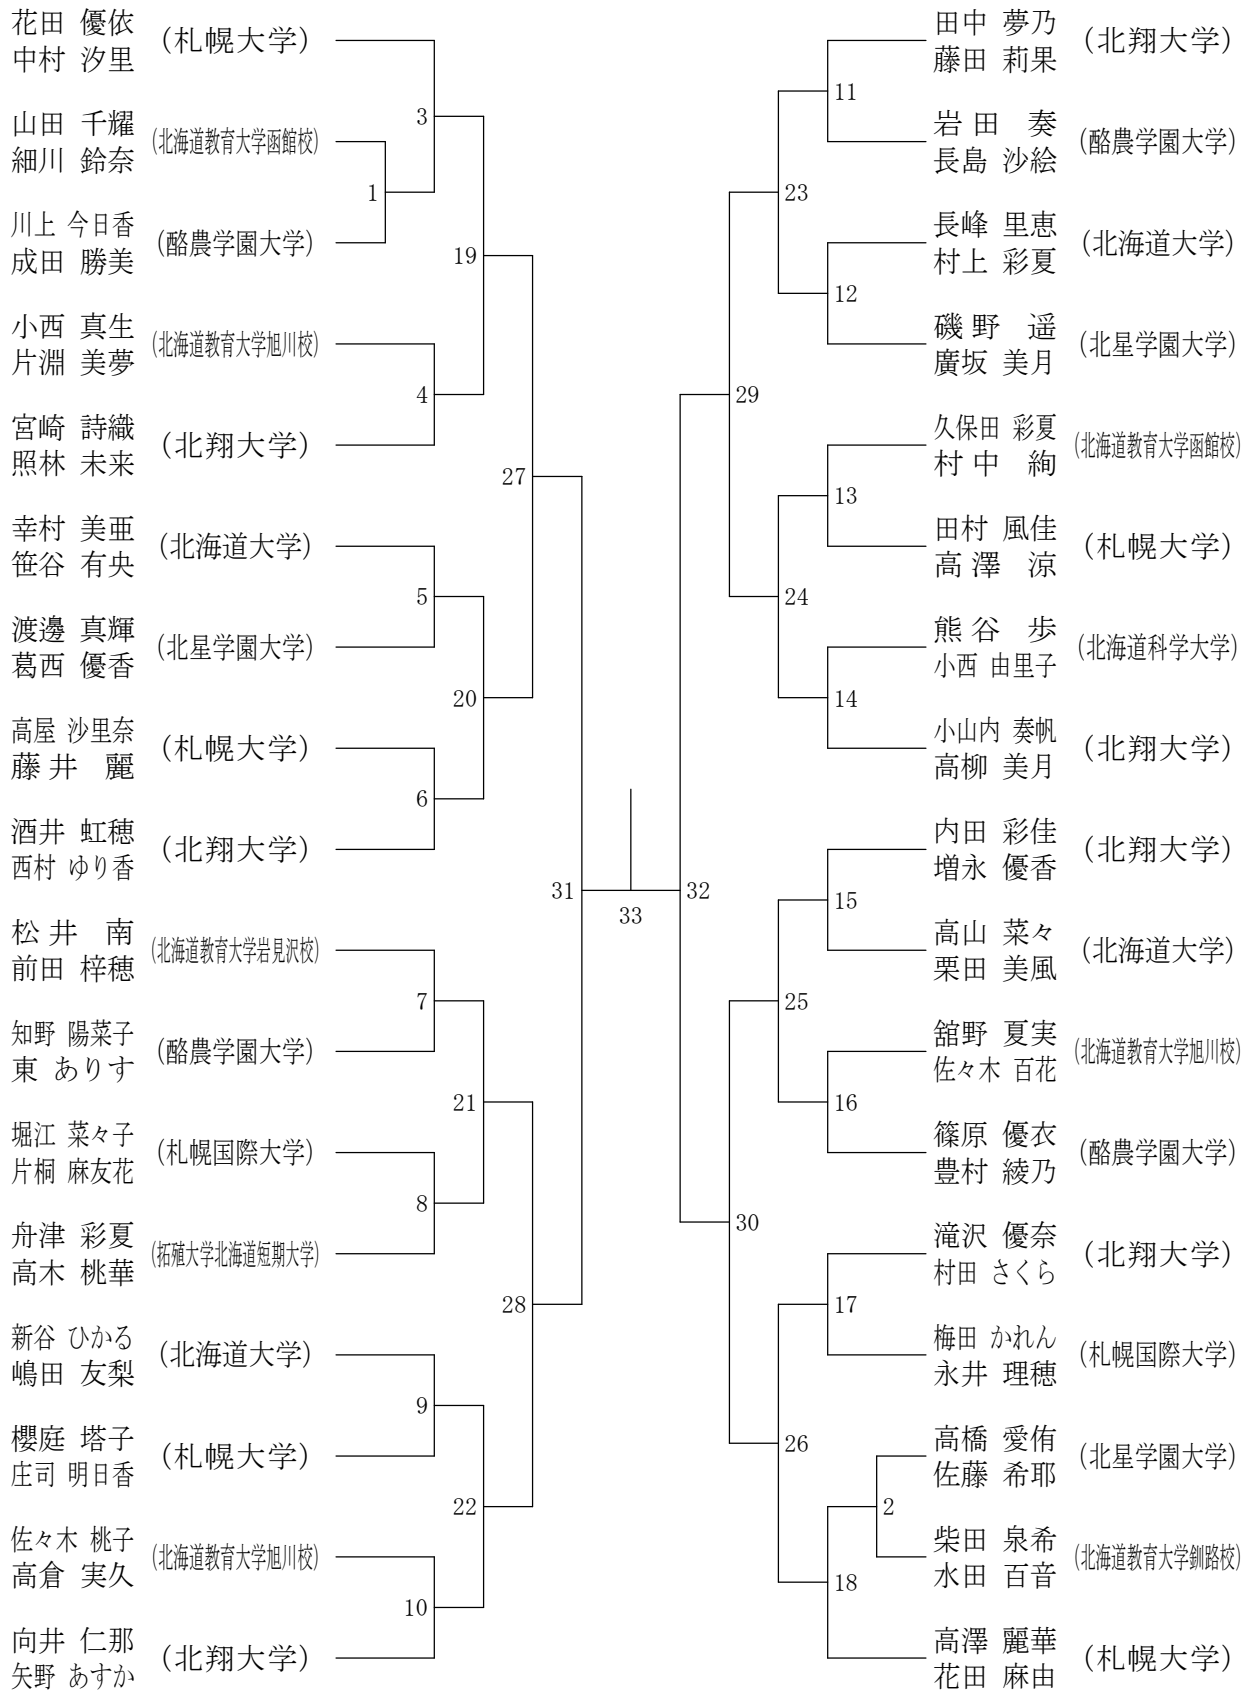 花田 優依
中村 汐里
(札幌大学)
山田 千耀
細川 鈴奈
(北海道教育大学函館校)
川上 今日香
成田 勝美
(酪農学園大学)
小西 真生
片淵 美夢
(北海道教育大学旭川校)
宮崎 詩織
照林 未来
(北翔大学)
幸村 美亜
笹谷 有央
(北海道大学)
渡邊 真輝
葛西 優香
(北星学園大学)
高屋 沙里奈
藤井 麗
(札幌大学)
酒井 虹穂
西村 ゆり香
(北翔大学)
松井 南
前田 梓穂
(北海道教育大学岩見沢校)
知野 陽菜子
東 ありす
(酪農学園大学)
堀江 菜々子
片桐 麻友花
(札幌国際大学)
舟津 彩夏
高木 桃華
(拓殖大学北海道短期大学)
新谷 ひかる
嶋田 友梨
(北海道大学)
櫻庭 塔子
庄司 明日香
(札幌大学)
佐々木 桃子
高倉 実久
(北海道教育大学旭川校)
向井 仁那
矢野 あすか
(北翔大学)
3
1
19
4
27
5
20
6
31
7
21
8
28
9
22
10
33
32
11
23
12
29
13
24
14
15
25
16
30
17
26
2
18
田中 夢乃
藤田 莉果
(北翔大学)
岩田 奏
長島 沙絵
(酪農学園大学)
長峰 里恵
村上 彩夏
(北海道大学)
磯野 遥
廣坂 美月
(北星学園大学)
久保田 彩夏
村中 絢
(北海道教育大学函館校)
田村 風佳
高澤 涼
(札幌大学)
熊谷 歩
小西 由里子
(北海道科学大学)
小山内 奏帆
高柳 美月
(北翔大学)
内田 彩佳
増永 優香
(北翔大学)
高山 菜々
栗田 美風
(北海道大学)
舘野 夏実
佐々木 百花
(北海道教育大学旭川校)
篠原 優衣
豊村 綾乃
(酪農学園大学)
滝沢 優奈
村田 さくら
(北翔大学)
梅田 かれん
永井 理穂
(札幌国際大学)
高橋 愛侑
佐藤 希耶
(北星学園大学)
柴田 泉希
水田 百音
(北海道教育大学釧路校)
高澤 麗華
花田 麻由
(札幌大学)